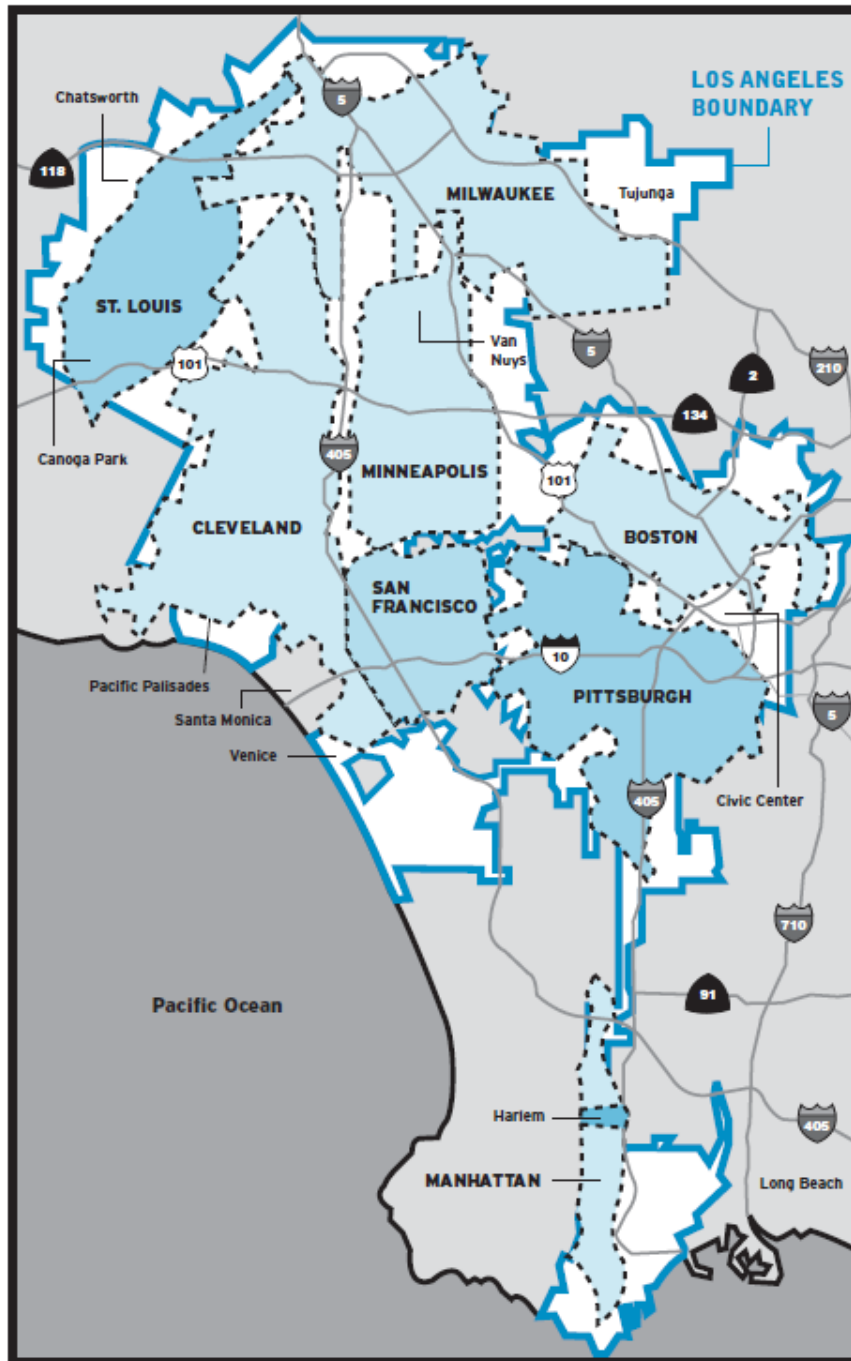 Chatsworth
5
LOS ANGELES
BOUNDARY
118
MILWAUKEE
Tujunga
ST. LOUIS
Van
Nuys
5
101
2
210
134
Canoga Park
405
MINNEAPOLIS
101
CLEVELAND
BOSTON
SAN
FRANCISCO
10
Pacific Palisades
PITTSBURGH
Santa Monica
5
Venice
405
Civic Center
710
Pacific Ocean
91
Harlem
405
MANHATTAN
Long Beach